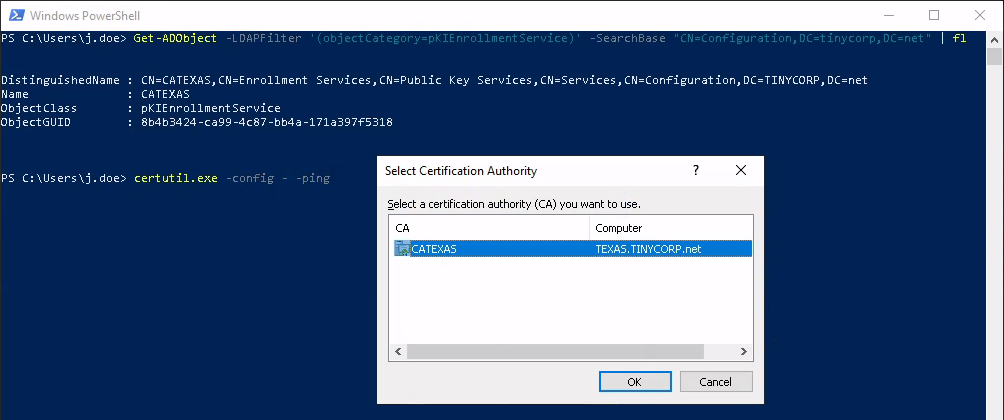 Windows PowerShell
PS C:\Users\j.doe> Get-ADObject -LDAPFilter '(objectCategory=pKIEnrollmentService)' -SearchBase "CN=Configuration,DC=tinycorp,DC=net" | fl
DistinguishedName : CN=CATEXAS,CN=Enrollment Services,CN=Public Key Services,CN=Services,CN=Configuration,DC=TINYCORP,DC=net
Name : CATEXAS
ObjectClass : pKIEnrollmentService
ObjectGUID : 8b4b3424-ca99-4c87-bb4a-171a397f5318
PS C:\Users\j.doe> certutil.exe -config - -ping
Select Certification Authority
Select a certification authority (CA) you want to use.
CA Computer
CATEXAS TEXAS.TINYCORP.net
OK Cancel